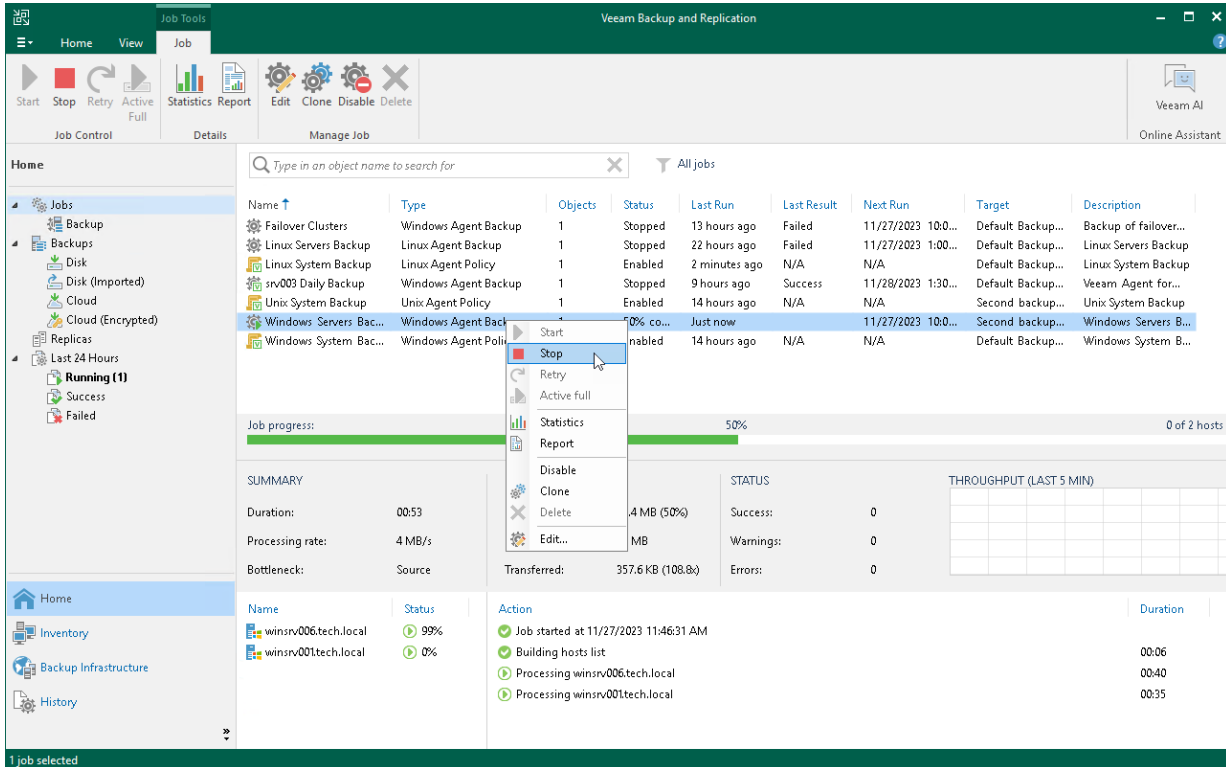 Job Tools
Veeam Backup and Replication
Home View Job
Start Stop Retry Active Full
Statistics Report
Edit Clone Disable Delete
Veeam AI
Job Control Details Manage Job Online Assistant
Home
Type in an object name to search for
All jobs
Jobs
Backup
Backups
Disk
Disk (Imported)
Cloud
Cloud (Encrypted)
Replicas
Last 24 Hours
Running (1)
Success
Failed
Name Type Objects Status Last Run Last Result Next Run Target Description
Failover Clusters Windows Agent Backup 1 Stopped 13 hours ago Failed 11/27/2023 10:0... Default Backup... Backup of failover...
Linux Servers Backup Linux Agent Backup 1 Stopped 22 hours ago Failed 11/27/2023 1:00... Default Backup... Linux Servers Backup
Linux System Backup Linux Agent Policy 1 Enabled 2 minutes ago N/A N/A Default Backup... Linux System Backup
srv003 Daily Backup Windows Agent Backup 1 Stopped 9 hours ago Success 11/28/2023 1:30... Default Backup... Veeam Agent for...
Unix System Backup Unix Agent Policy 1 Enabled 14 hours ago N/A N/A Second backup... Unix System Backup
Windows Servers Bac... Windows Agent Back 50% co... Just now 11/27/2023 10:0... Second backup... Windows Servers B...
Windows System Bac... Windows Agent Poli nabled 14 hours ago N/A N/A Default Backup... Windows System B...
Start
Stop
Retry
Active full
Statistics
Report
Disable
Clone
Delete
Edit...
Job progress: 50% 0 of 2 hosts
SUMMARY STATUS THROUGHPUT (LAST 5 MIN)
Duration: 00:53 .4 MB (50%) Success: 0
Processing rate: 4 MB/s MB Warnings: 0
Bottleneck: Source Transferred: 357.6 KB (108.8x) Errors: 0
Home
Inventory
Backup Infrastructure
History
Name Status Action Duration
winsrv006.tech.local 99%
winsrv001.tech.local 0%
Job started at 11/27/2023 11:46:31 AM
Building hosts list 00:06
Processing winsrv006.tech.local 00:40
Processing winsrv001.tech.local 00:35
1 job selected